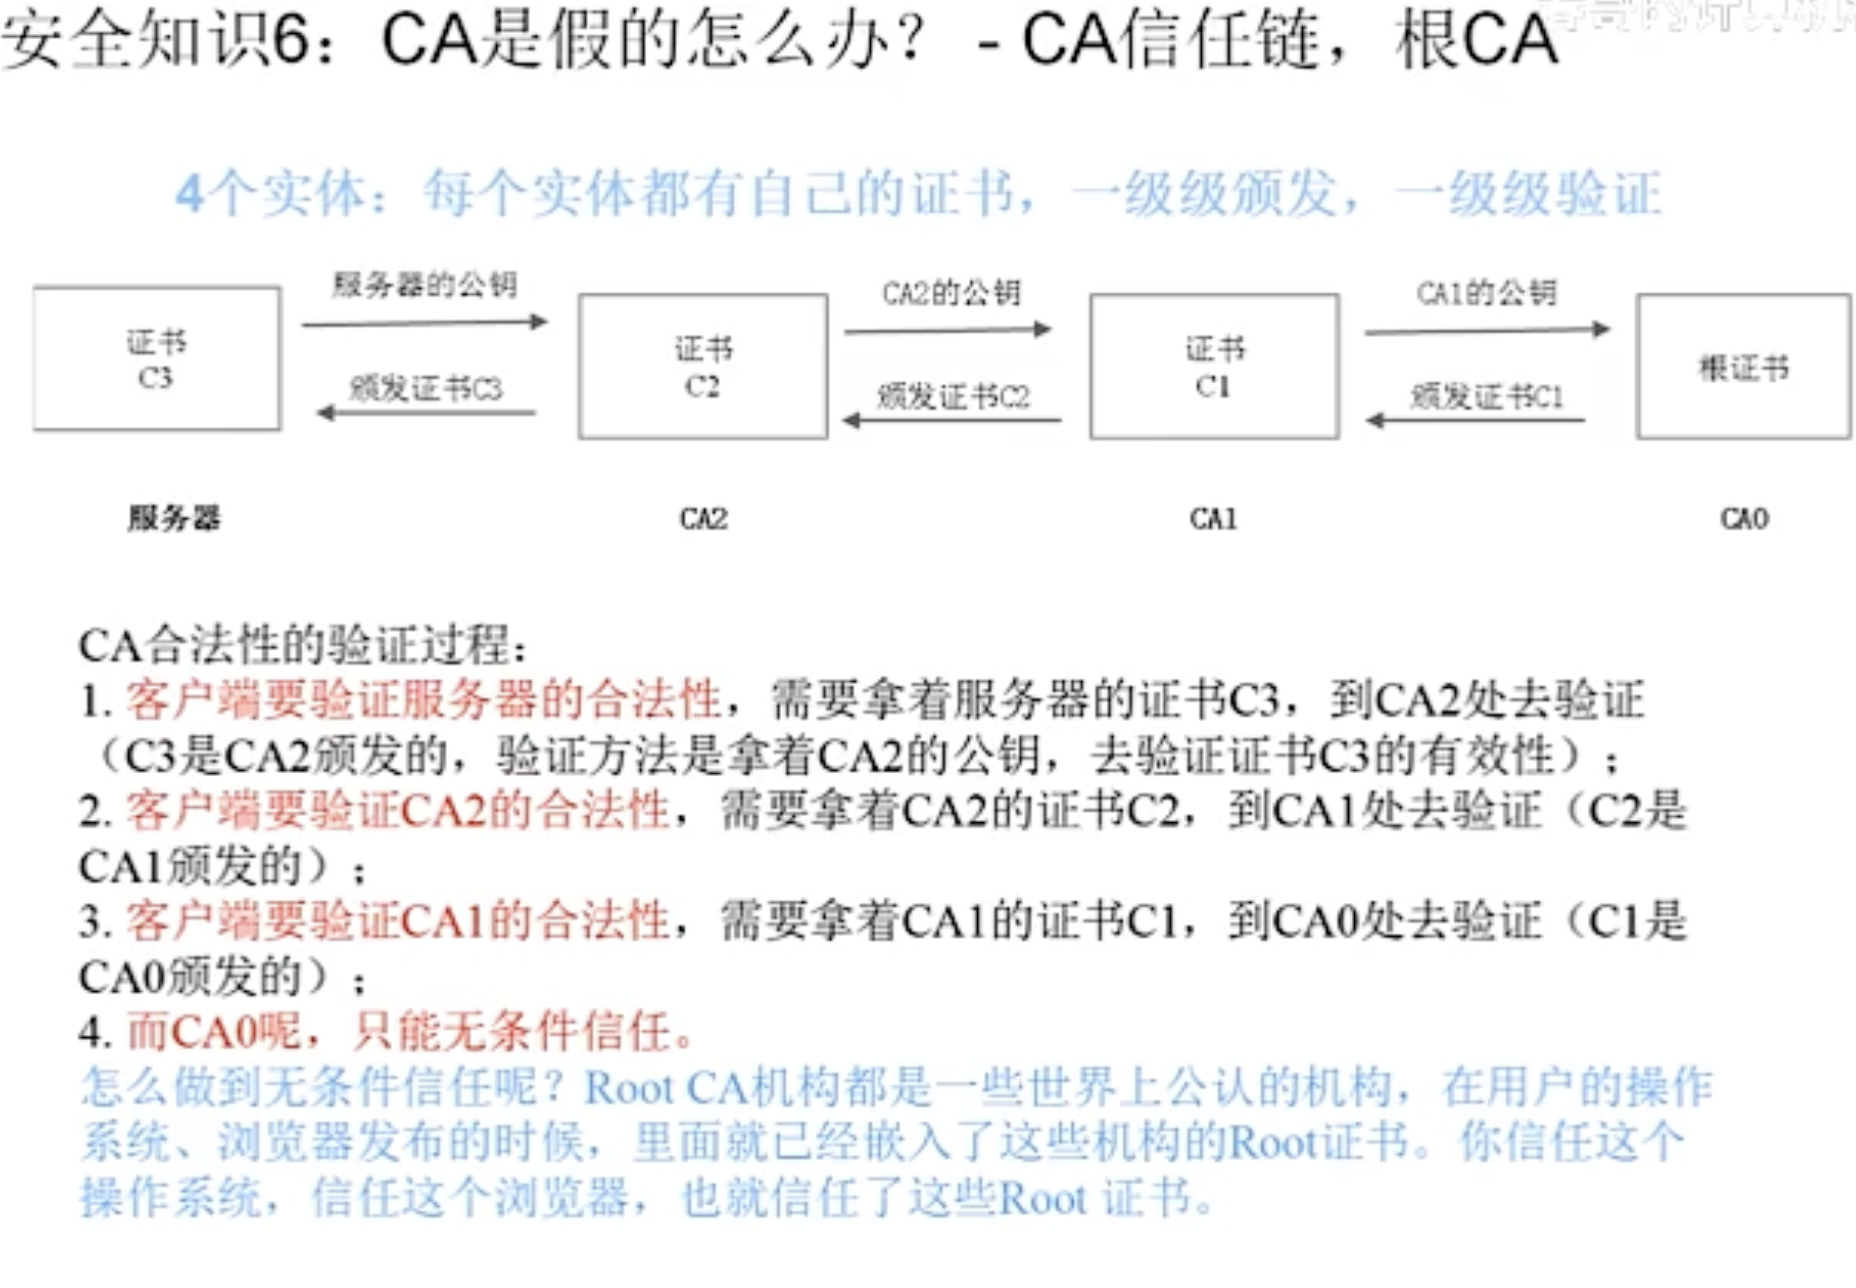 安全知识6：CA是假的怎么办？ - CA信任链，根CA
4个实体：每个实体都有自己的证书，一级级颁发，一级级验证
服务器的公钥
CA2的公钥
CA1的公钥
证书
C3
证书
C2
证书
C1
根证书
颁发证书C3
颁发证书C2
颁发证书C1
服务器
CA2
CA1
CA0
CA合法性的验证过程：
1. 客户端要验证服务器的合法性，需要拿着服务器的证书C3，到CA2处去验证
（C3是CA2颁发的，验证方法是拿着CA2的公钥，去验证证书C3的有效性）；
2. 客户端要验证CA2的合法性，需要拿着CA2的证书C2，到CA1处去验证（C2是
CA1颁发的）；
3. 客户端要验证CA1的合法性，需要拿着CA1的证书C1，到CA0处去验证（C1是
CA0颁发的）；
4. 而CA0呢，只能无条件信任。
怎么做到无条件信任呢？Root CA机构都是一些世界上公认的机构，在用户的操作
系统、浏览器发布的时候，里面就已经嵌入了这些机构的Root证书。你信任这个
操作系统，信任这个浏览器，也就信任了这些Root 证书。